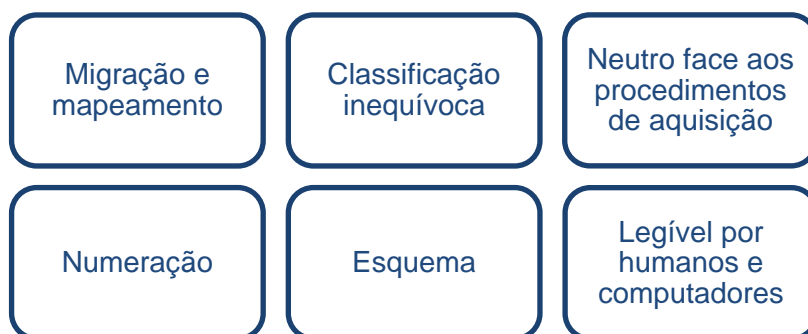 Migração e
mapeamento
Classificação
inequívoca
Neutro face aos
procedimentos
de aquisição
Numeração
Esquema
Legível por
humanos e
computadores